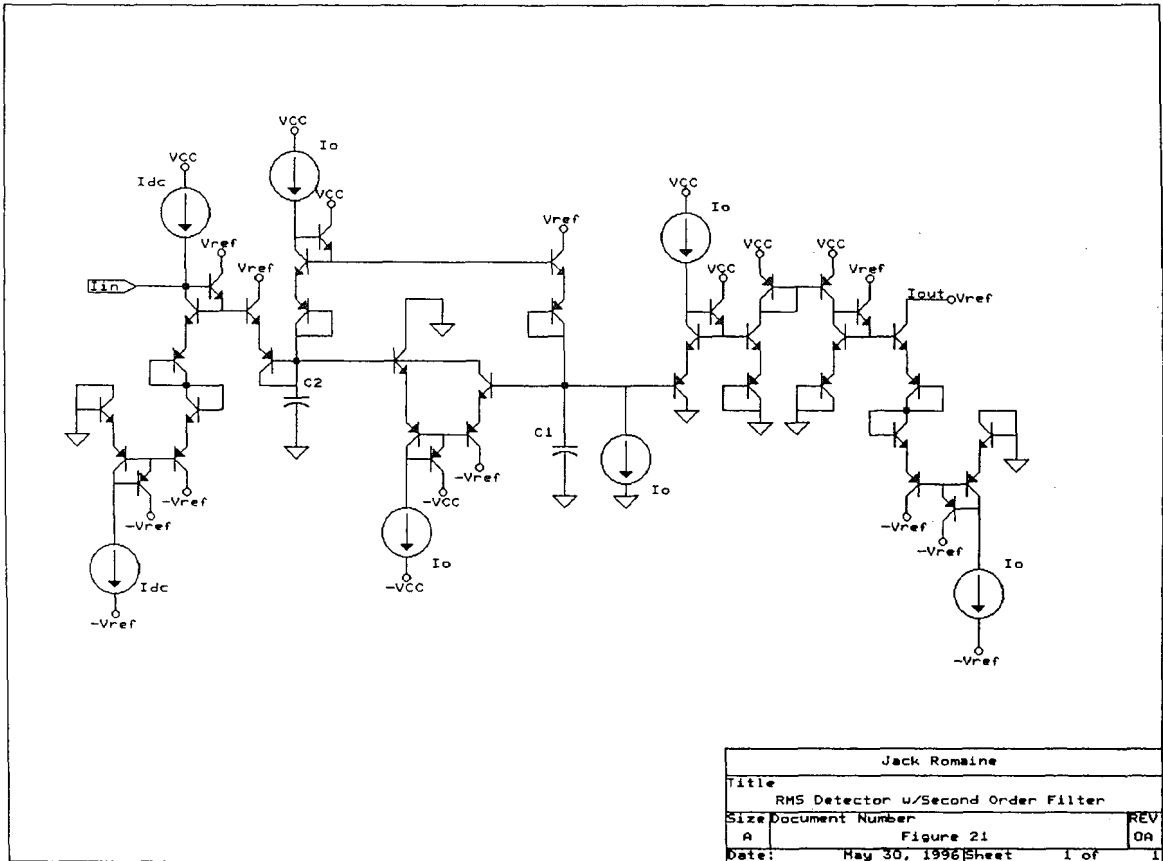 VCC
Io
VCC
Idc
VCC
VCC
Io
Vref
Vref
Vref
VCC
VCC
VCC
Vref
Iin
Iout
Vref
C2
C1
Io
-Vref
-Vref
-VCC
-Vref
Io
-VCC
Idc
-Vref
-Vref
-Vref
Io
-Vref
Jack Romaine
Title
RMS Detector w/Second Order Filter
Size Document Number REV
A Figure 21 0A
Date: May 30, 1996 Sheet 1 of 1